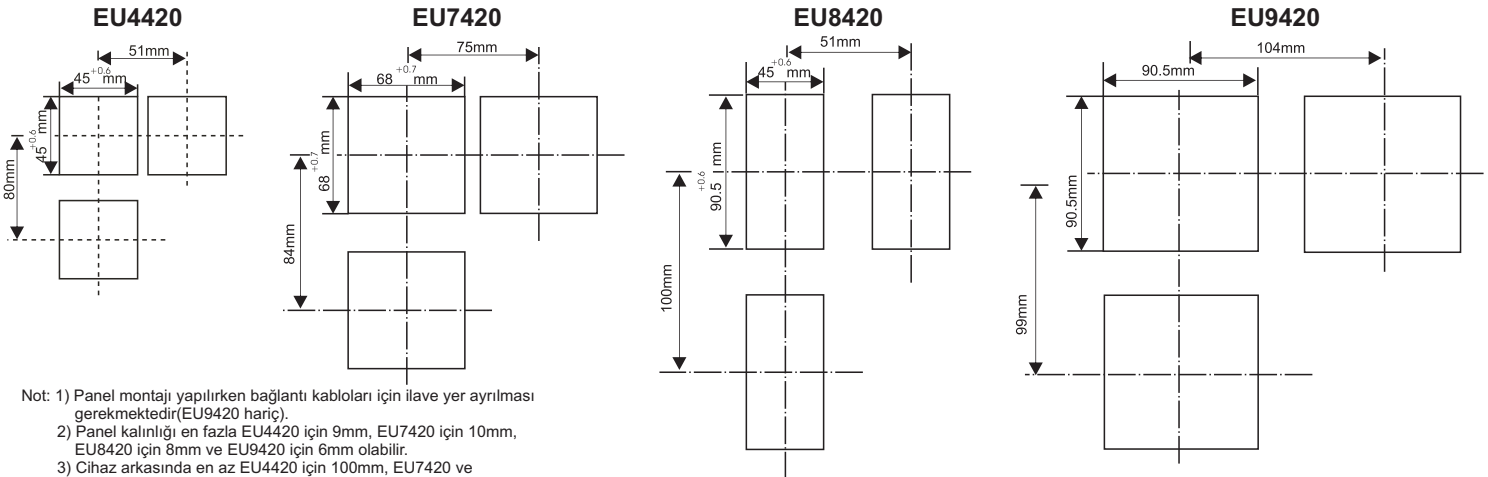 EU4420
51mm
45 +0.6 mm
45 +0.6 mm
80mm
EU7420
75mm
68 +0.7 mm
68 +0.7 mm
84mm
EU8420
51mm
45 +0.6 mm
90.5 +0.6 mm
100mm
EU9420
104mm
90.5mm
90.5mm
99mm
Not: 1) Panel montajı yapılırken bağlantı kabloları için ilave yer ayrılması
gerekmektedir(EU9420 hariç).
2) Panel kalınlığı en fazla EU4420 için 9mm, EU7420 için 10mm,
EU8420 için 8mm ve EU9420 için 6mm olabilir.
3) Cihaz arkasında en az EU4420 için 100mm, EU7420 ve